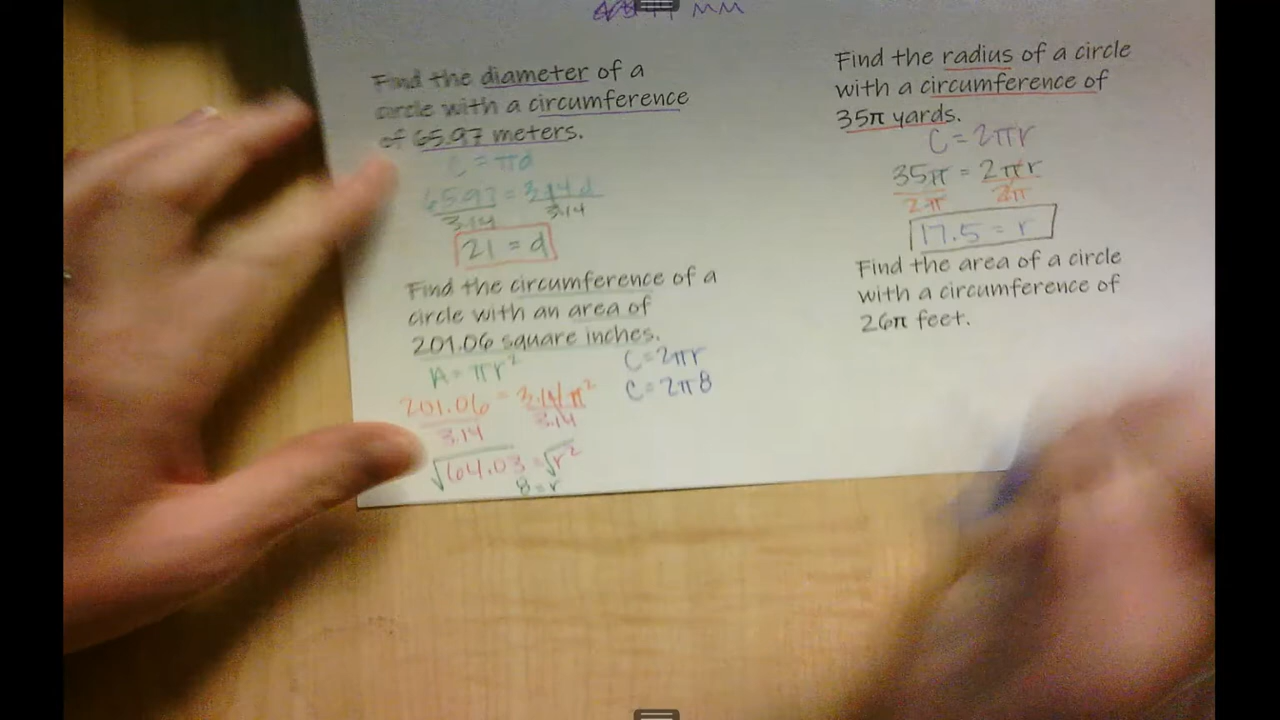 MM
Find the diameter of a
circle with a circumference
of 65.97 meters.
C = πd
65.97 = 3.14d
3.14 3.14
21 = d
Find the circumference of a
circle with an area of
201.06 square inches.
A = πr²
201.06 = 3.14
3.14 3.14
√64.03 = √r²
8 = r
C = 2πr
C = 2π8
Find the radius of a circle
with a circumference of
35π yards.
C = 2πr
35π = 2πr
2π 2π
17.5 = r
Find the area of a circle
with a circumference of
26π feet.